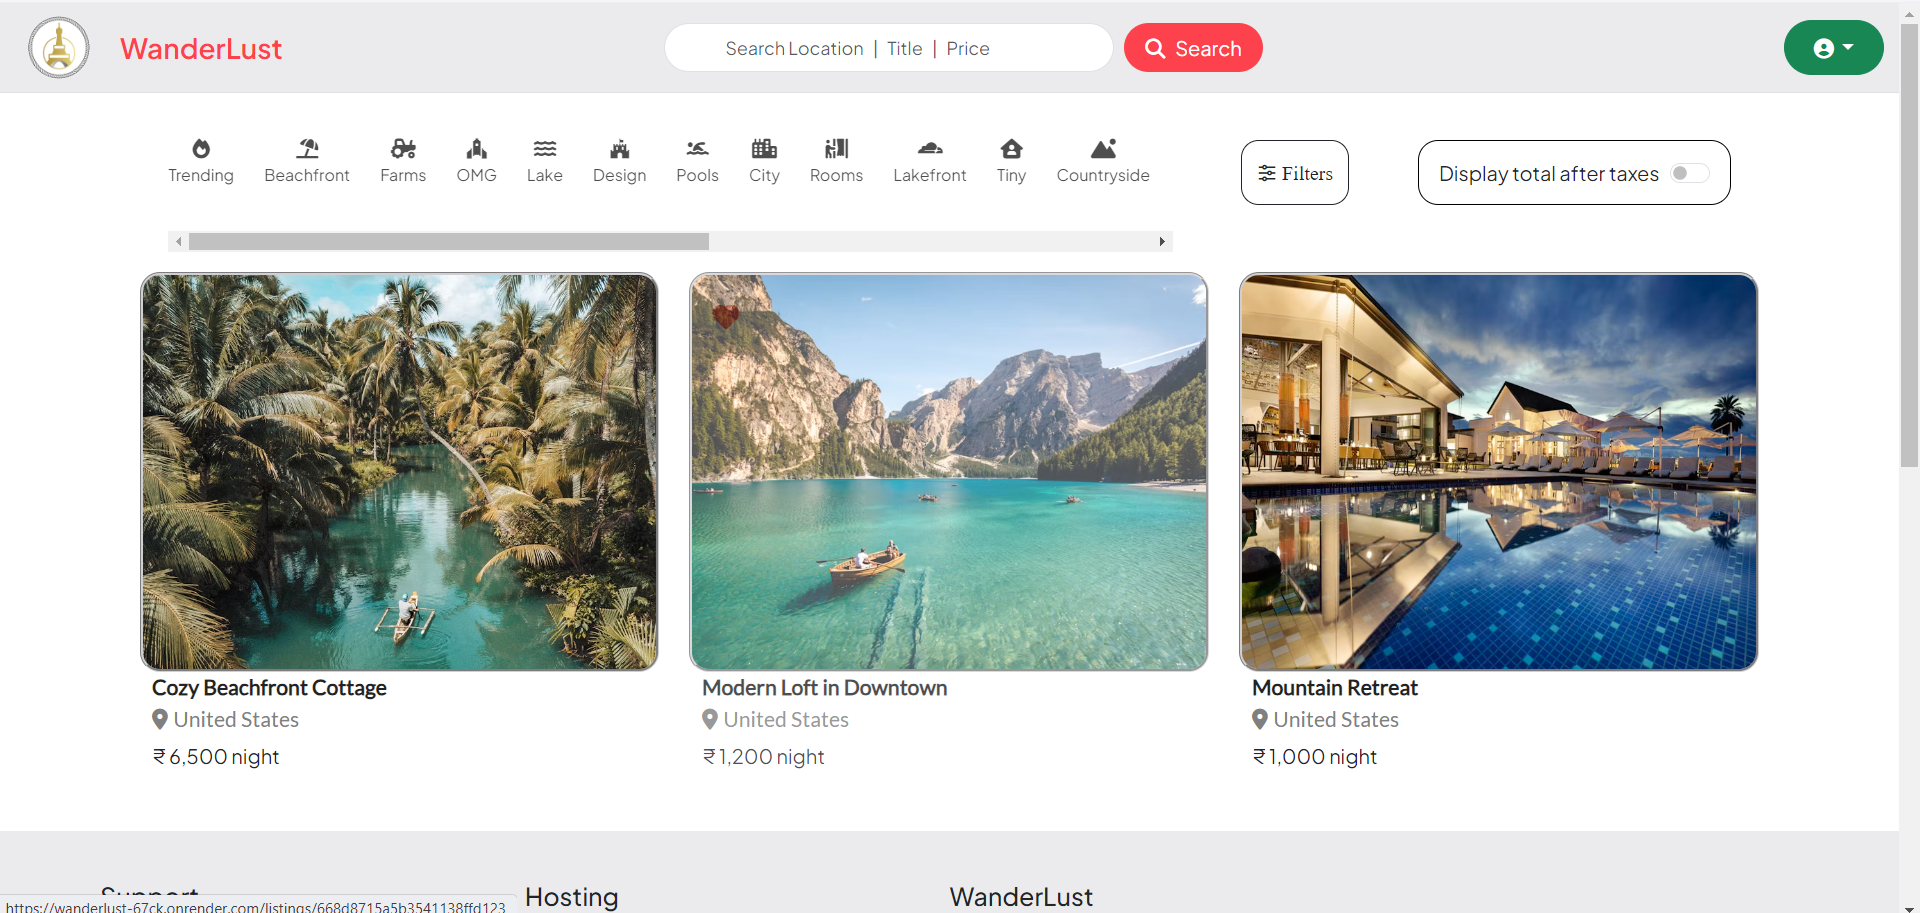 WanderLust
Search Location | Title | Price
Search
Trending Beachfront Farms OMG Lake Design Pools City Rooms Lakefront Tiny Countryside
Filters
Display total after taxes
Cozy Beachfront Cottage
United States
₹ 6,500 night
Modern Loft in Downtown
United States
₹ 1,200 night
Mountain Retreat
United States
₹ 1,000 night
Support Hosting WanderLust
https://wanderlust-67ck.onrender.com/listings/668d8715a5b3541138ffd123